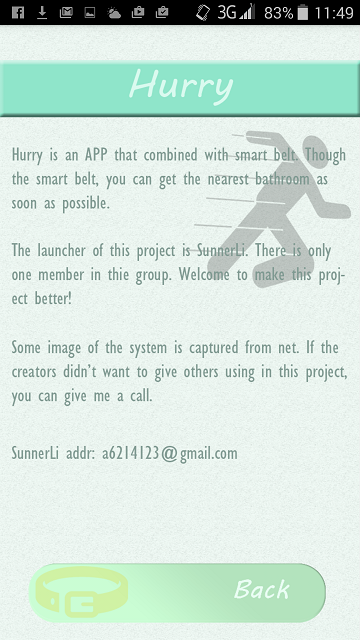 3G 83% 11:49
Hurry
Hurry is an APP that combined with smart belt. Though
the smart belt, you can get the nearest bathroom as
soon as possible.
The launcher of this project is SunnerLi. There is only
one member in thie group. Welcome to make this proj-
ect better!
Some image of the system is captured from net. If the
creators didn't want to give others using in this project,
you can give me a call.
SunnerLi addr: a6214123@gmail.com
Back